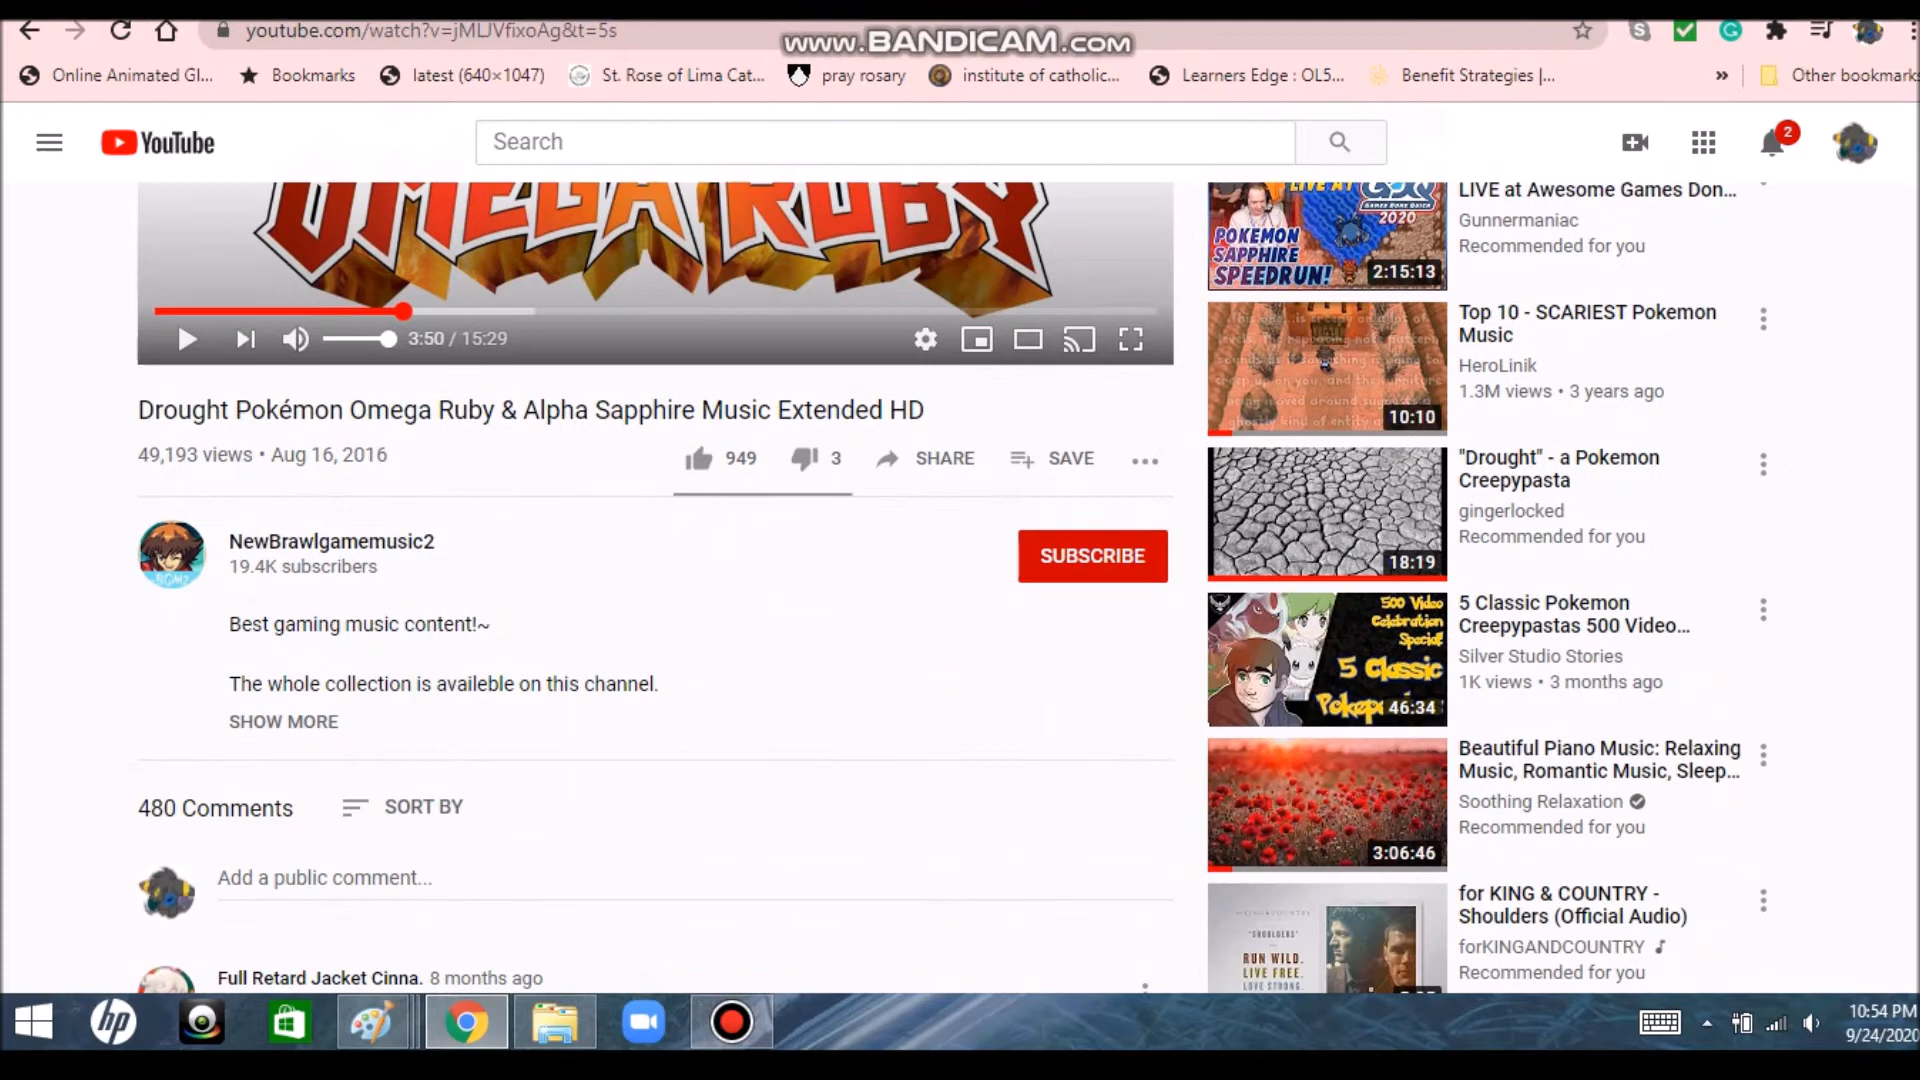 youtube.com/watch?v=jMLJVfixoAg&t=5s
www.BANDICAM.com
Online Animated Gl...
Bookmarks
latest (640×1047)
St. Rose of Lima Cat...
pray rosary
institute of catholic...
Learners Edge : OL5...
Benefit Strategies |...
»
Other bookmarks
YouTube
Search
2
OMEGA RUBY
3:50 / 15:29
Drought Pokémon Omega Ruby & Alpha Sapphire Music Extended HD
49,193 views • Aug 16, 2016
949
3
SHARE
SAVE
NewBrawlgamemusic2
19.4K subscribers
SUBSCRIBE
Best gaming music content!~
The whole collection is availeble on this channel.
SHOW MORE
480 Comments
SORT BY
Add a public comment...
Full Retard Jacket Cinna. 8 months ago
LIVE AT GDQ
2020
POKEMON
SAPPHIRE
SPEEDRUN!
2:15:13
LIVE at Awesome Games Don...
Gunnermaniac
Recommended for you
10:10
Top 10 - SCARIEST Pokemon
Music
HeroLinik
1.3M views • 3 years ago
18:19
"Drought" - a Pokemon
Creepypasta
gingerlocked
Recommended for you
500 Video
Celebration
Special!
5 Classic
46:34
5 Classic Pokemon
Creepypastas 500 Video...
Silver Studio Stories
1K views • 3 months ago
3:06:46
Beautiful Piano Music: Relaxing
Music, Romantic Music, Sleep...
Soothing Relaxation
Recommended for you
"SHOULDERS"
RUN WILD.
LIVE FREE.
LOVE STRONG.
for KING & COUNTRY -
Shoulders (Official Audio)
forKINGANDCOUNTRY
Recommended for you
hp
10:54 PM
9/24/2020